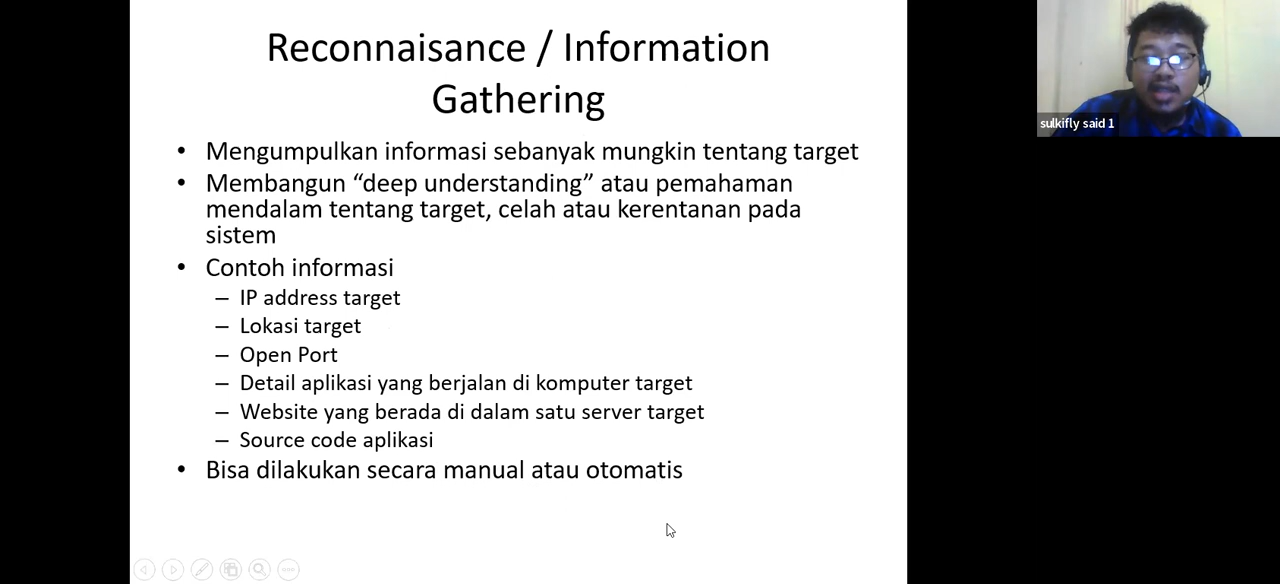 Reconnaisance / Information
Gathering
• Mengumpulkan informasi sebanyak mungkin tentang target
• Membangun “deep understanding” atau pemahaman
mendalam tentang target, celah atau kerentanan pada
sistem
• Contoh informasi
– IP address target
– Lokasi target
– Open Port
– Detail aplikasi yang berjalan di komputer target
– Website yang berada di dalam satu server target
– Source code aplikasi
• Bisa dilakukan secara manual atau otomatis
sulkifly said 1